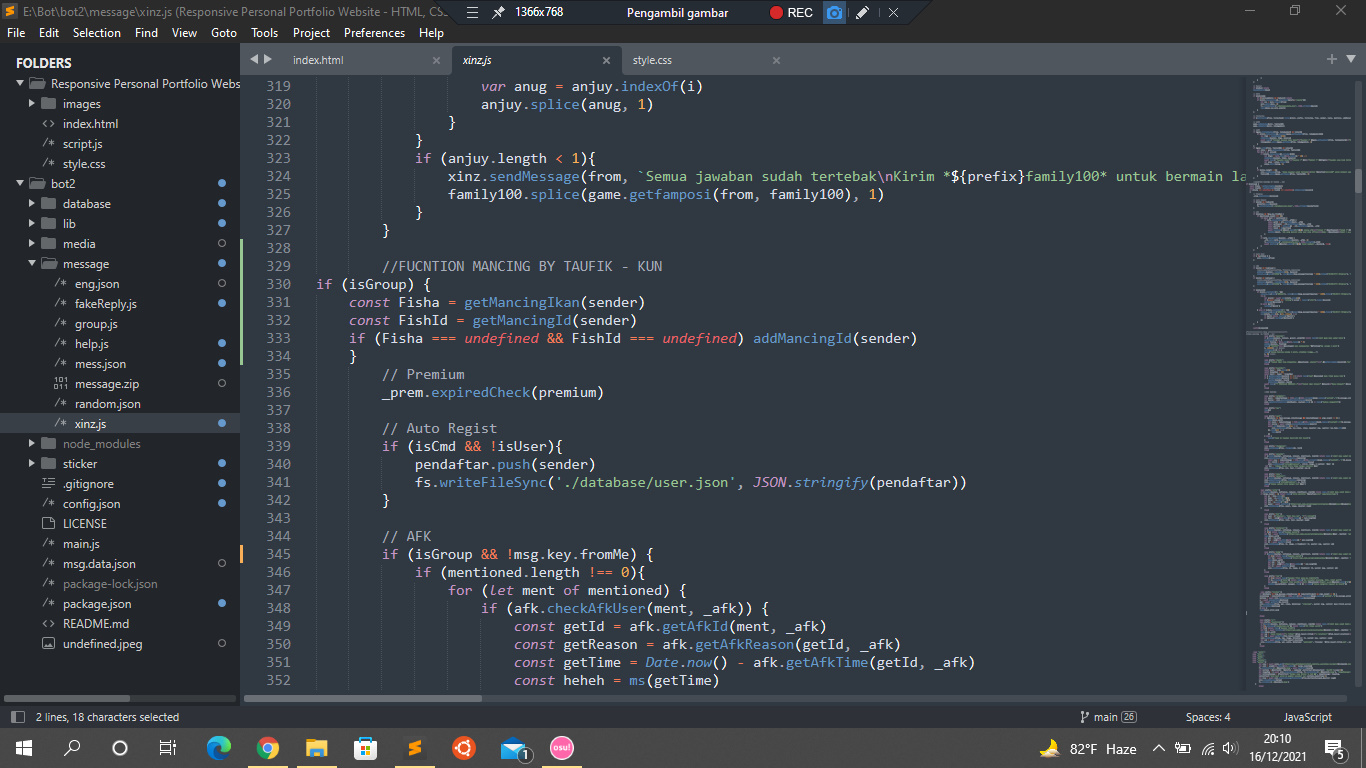 E:\Bot\bot2\message\xinz.js (Responsive Personal Portfolio Website - HTML, CSS
1366x768
Pengambil gambar
REC
File Edit Selection Find View Goto Tools Project Preferences Help
FOLDERS
Responsive Personal Portfolio Webs
images
index.html
script.js
style.css
bot2
database
lib
media
message
eng.json
fakeReply.js
group.js
help.js
mess.json
message.zip
random.json
xinz.js
node_modules
sticker
.gitignore
config.json
LICENSE
main.js
msg.data.json
package-lock.json
package.json
README.md
undefined.jpeg
index.html
xinz.js
style.css
319 var anug = anjuy.indexOf(i)
320 anjuy.splice(anug, 1)
321 }
322 }
323 if (anjuy.length < 1){
324 xinz.sendMessage(from, `Semua jawaban sudah tertebak\nKirim *${prefix}family100* untuk bermain la
325 family100.splice(game.getfamposi(from, family100), 1)
326 }
327 }
328
329 //FUCNTION MANCING BY TAUFIK - KUN
330 if (isGroup) {
331 const Fisha = getMancingIkan(sender)
332 const FishId = getMancingId(sender)
333 if (Fisha === undefined && FishId === undefined) addMancingId(sender)
334 }
335 // Premium
336 _prem.expiredCheck(premium)
337
338 // Auto Regist
339 if (isCmd && !isUser){
340 pendaftar.push(sender)
341 fs.writeFileSync('./database/user.json', JSON.stringify(pendaftar))
342 }
343
344 // AFK
345 if (isGroup && !msg.key.fromMe) {
346 if (mentioned.length !== 0){
347 for (let ment of mentioned) {
348 if (afk.checkAfkUser(ment, _afk)) {
349 const getId = afk.getAfkId(ment, _afk)
350 const getReason = afk.getAfkReason(getId, _afk)
351 const getTime = Date.now() - afk.getAfkTime(getId, _afk)
352 const heheh = ms(getTime)
2 lines, 18 characters selected
main 26
Spaces: 4
JavaScript
osu!
1
82°F Haze
20:10
16/12/2021
5